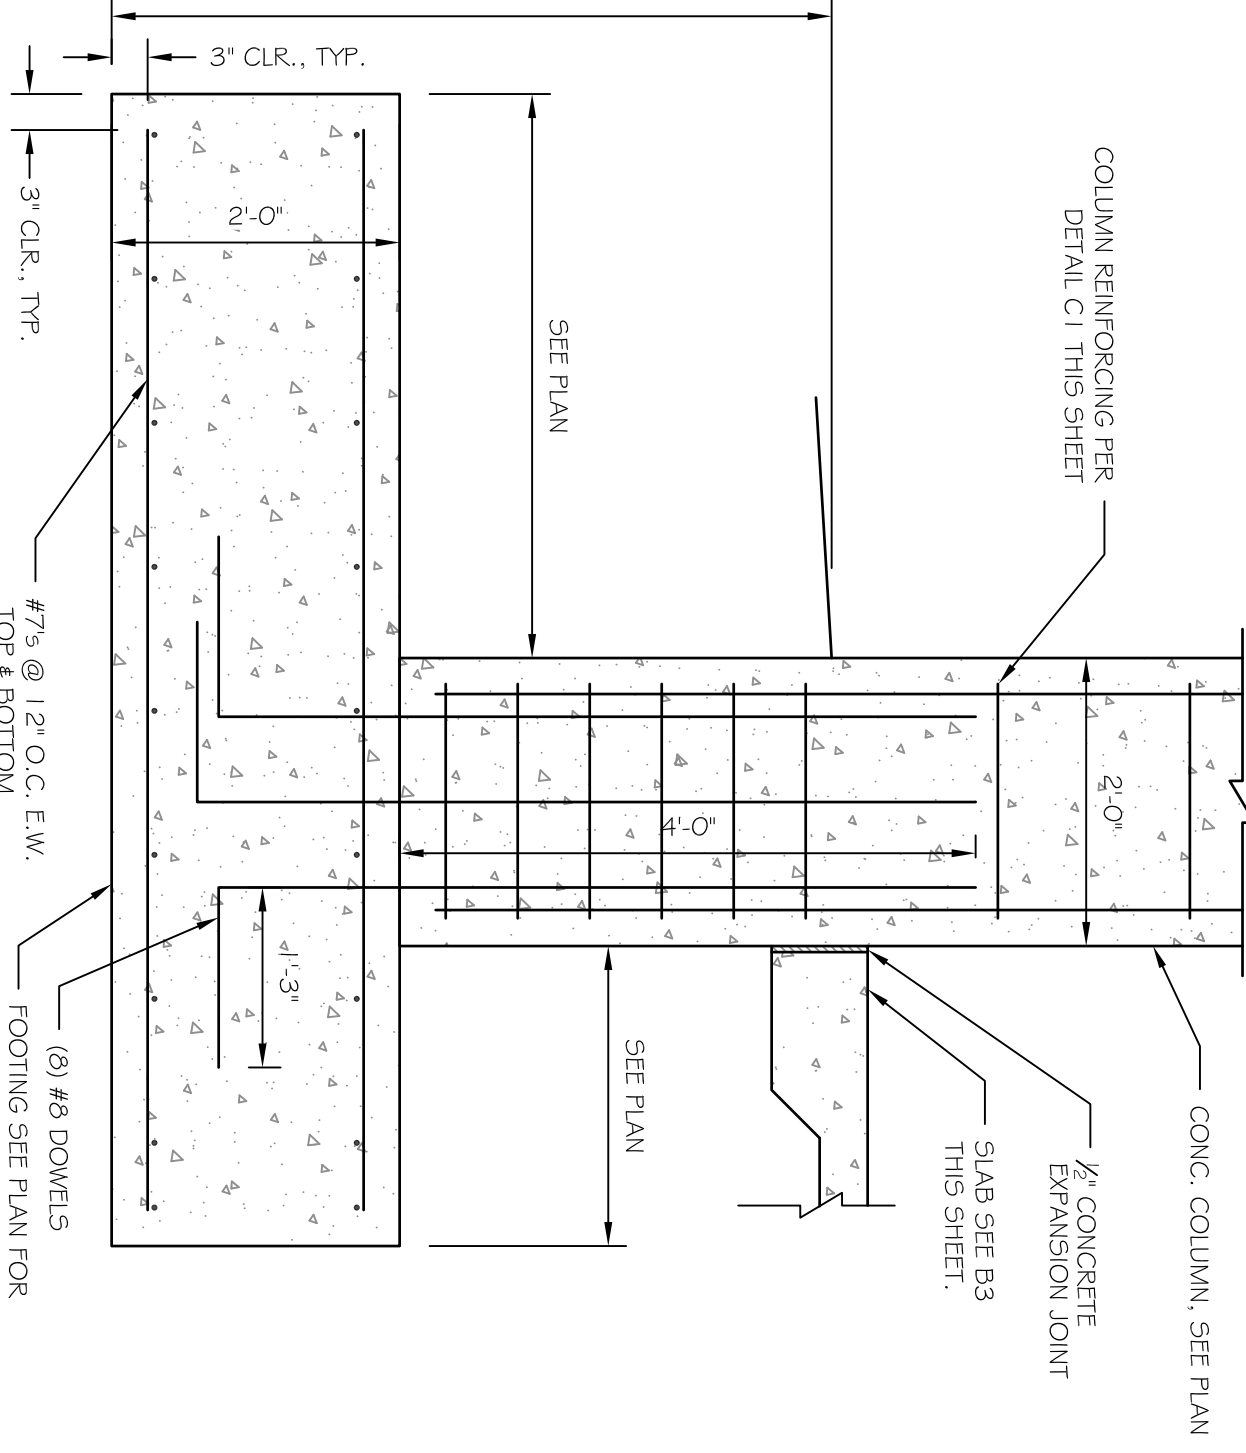 3" CLR., TYP.
3" CLR., TYP.
2'-0"
SEE PLAN
COLUMN REINFORCING PER
DETAIL C1 THIS SHEET
2'-0"
4'-0"
1'-3"
SEE PLAN
CONC. COLUMN, SEE PLAN
½" CONCRETE
EXPANSION JOINT
SLAB SEE B3
THIS SHEET.
#7's @ 12" O.C. E.W.
TOP & BOTTOM
(8) #8 DOWELS
FOOTING SEE PLAN FOR